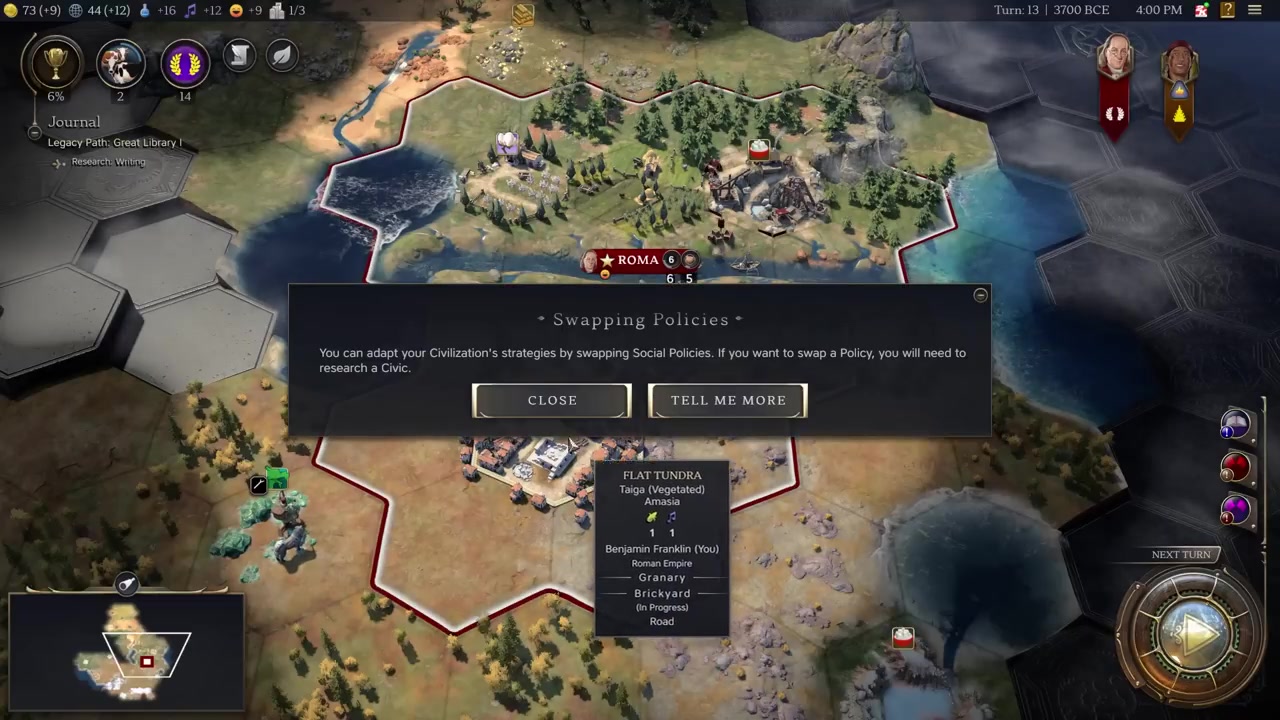 73 (+9) 44 (+12) +16 +12 +9 1/3
Turn: 13 | 3700 BCE 4:00 PM ?
6% 2 14
Journal
Legacy Path: Great Library I
Research: Writing
ROMA 6
6 5
Swapping Policies
You can adapt your Civilization's strategies by swapping Social Policies. If you want to swap a Policy, you will need to
research a Civic.
CLOSE TELL ME MORE
FLAT TUNDRA
Taiga (Vegetated)
Amasia
1 1
Benjamin Franklin (You)
Roman Empire
Granary
Brickyard
(In Progress)
Road
NEXT TURN